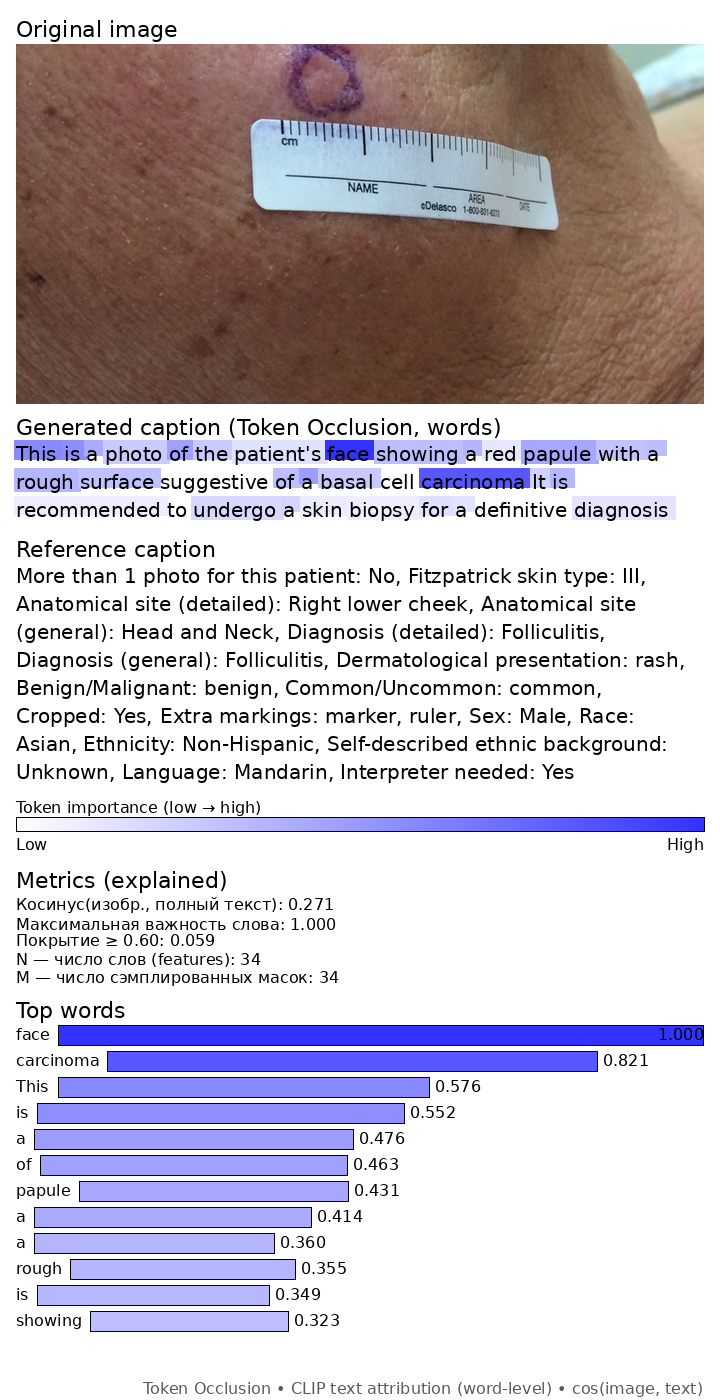 Original image
cm
NAME
AREA
DATE
©Delasco 1-800-831-6273
Generated caption (Token Occlusion, words)
This is a photo of the patient's face showing a red papule with a
rough surface suggestive of a basal cell carcinoma It is
recommended to undergo a skin biopsy for a definitive diagnosis
Reference caption
More than 1 photo for this patient: No, Fitzpatrick skin type: III,
Anatomical site (detailed): Right lower cheek, Anatomical site
(general): Head and Neck, Diagnosis (detailed): Folliculitis,
Diagnosis (general): Folliculitis, Dermatological presentation: rash,
Benign/Malignant: benign, Common/Uncommon: common,
Cropped: Yes, Extra markings: marker, ruler, Sex: Male, Race:
Asian, Ethnicity: Non-Hispanic, Self-described ethnic background:
Unknown, Language: Mandarin, Interpreter needed: Yes
Token importance (low → high)
Low High
Metrics (explained)
Косинус(изобр., полный текст): 0.271
Максимальная важность слова: 1.000
Покрытие ≥ 0.60: 0.059
N — число слов (features): 34
M — число сэмплированных масок: 34
Top words
face 1.000
carcinoma 0.821
This 0.576
is 0.552
a 0.476
of 0.463
papule 0.431
a 0.414
a 0.360
rough 0.355
is 0.349
showing 0.323
Token Occlusion • CLIP text attribution (word-level) • cos(image, text)